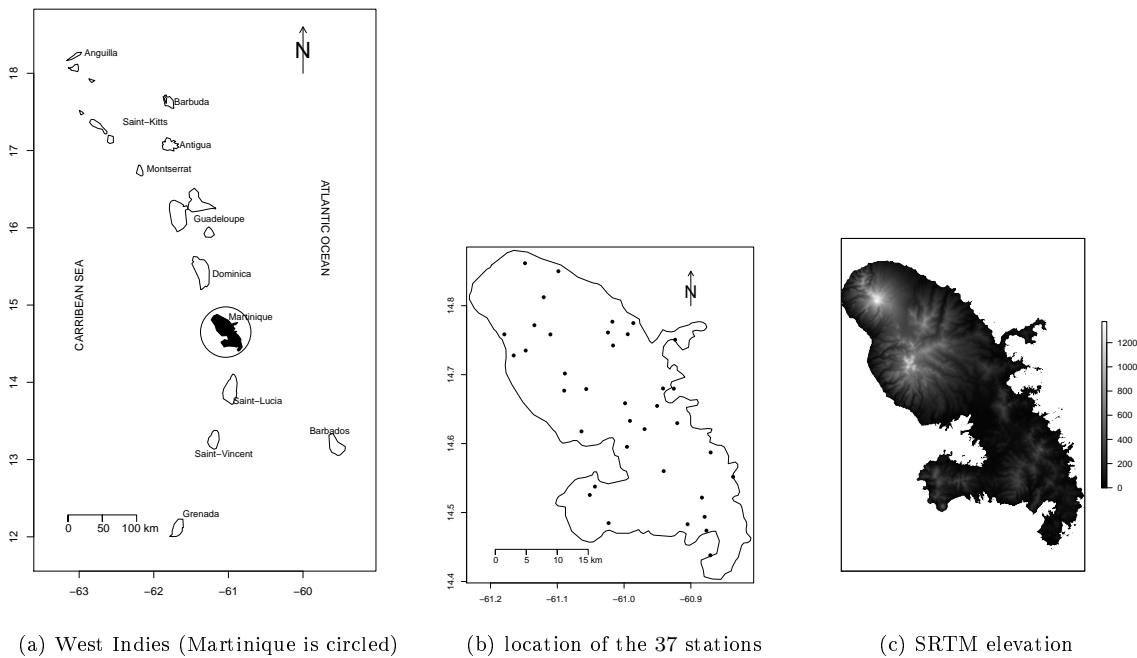 N
Anguilla
Barbuda
Saint−Kitts
Antigua
Montserrat
Guadeloupe
Dominica
Martinique
Saint−Lucia
Barbados
Saint−Vincent
Grenada
CARRIBEAN SEA
ATLANTIC OCEAN
0 50 100 km
18
17
16
15
14
13
12
−63 −62 −61 −60
(a) West Indies (Martinique is circled)
N
14.8
14.7
14.6
14.5
14.4
0 5 10 15 km
−61.2 −61.1 −61.0 −60.9
(b) location of the 37 stations
1200
1000
800
600
400
200
0
(c) SRTM elevation